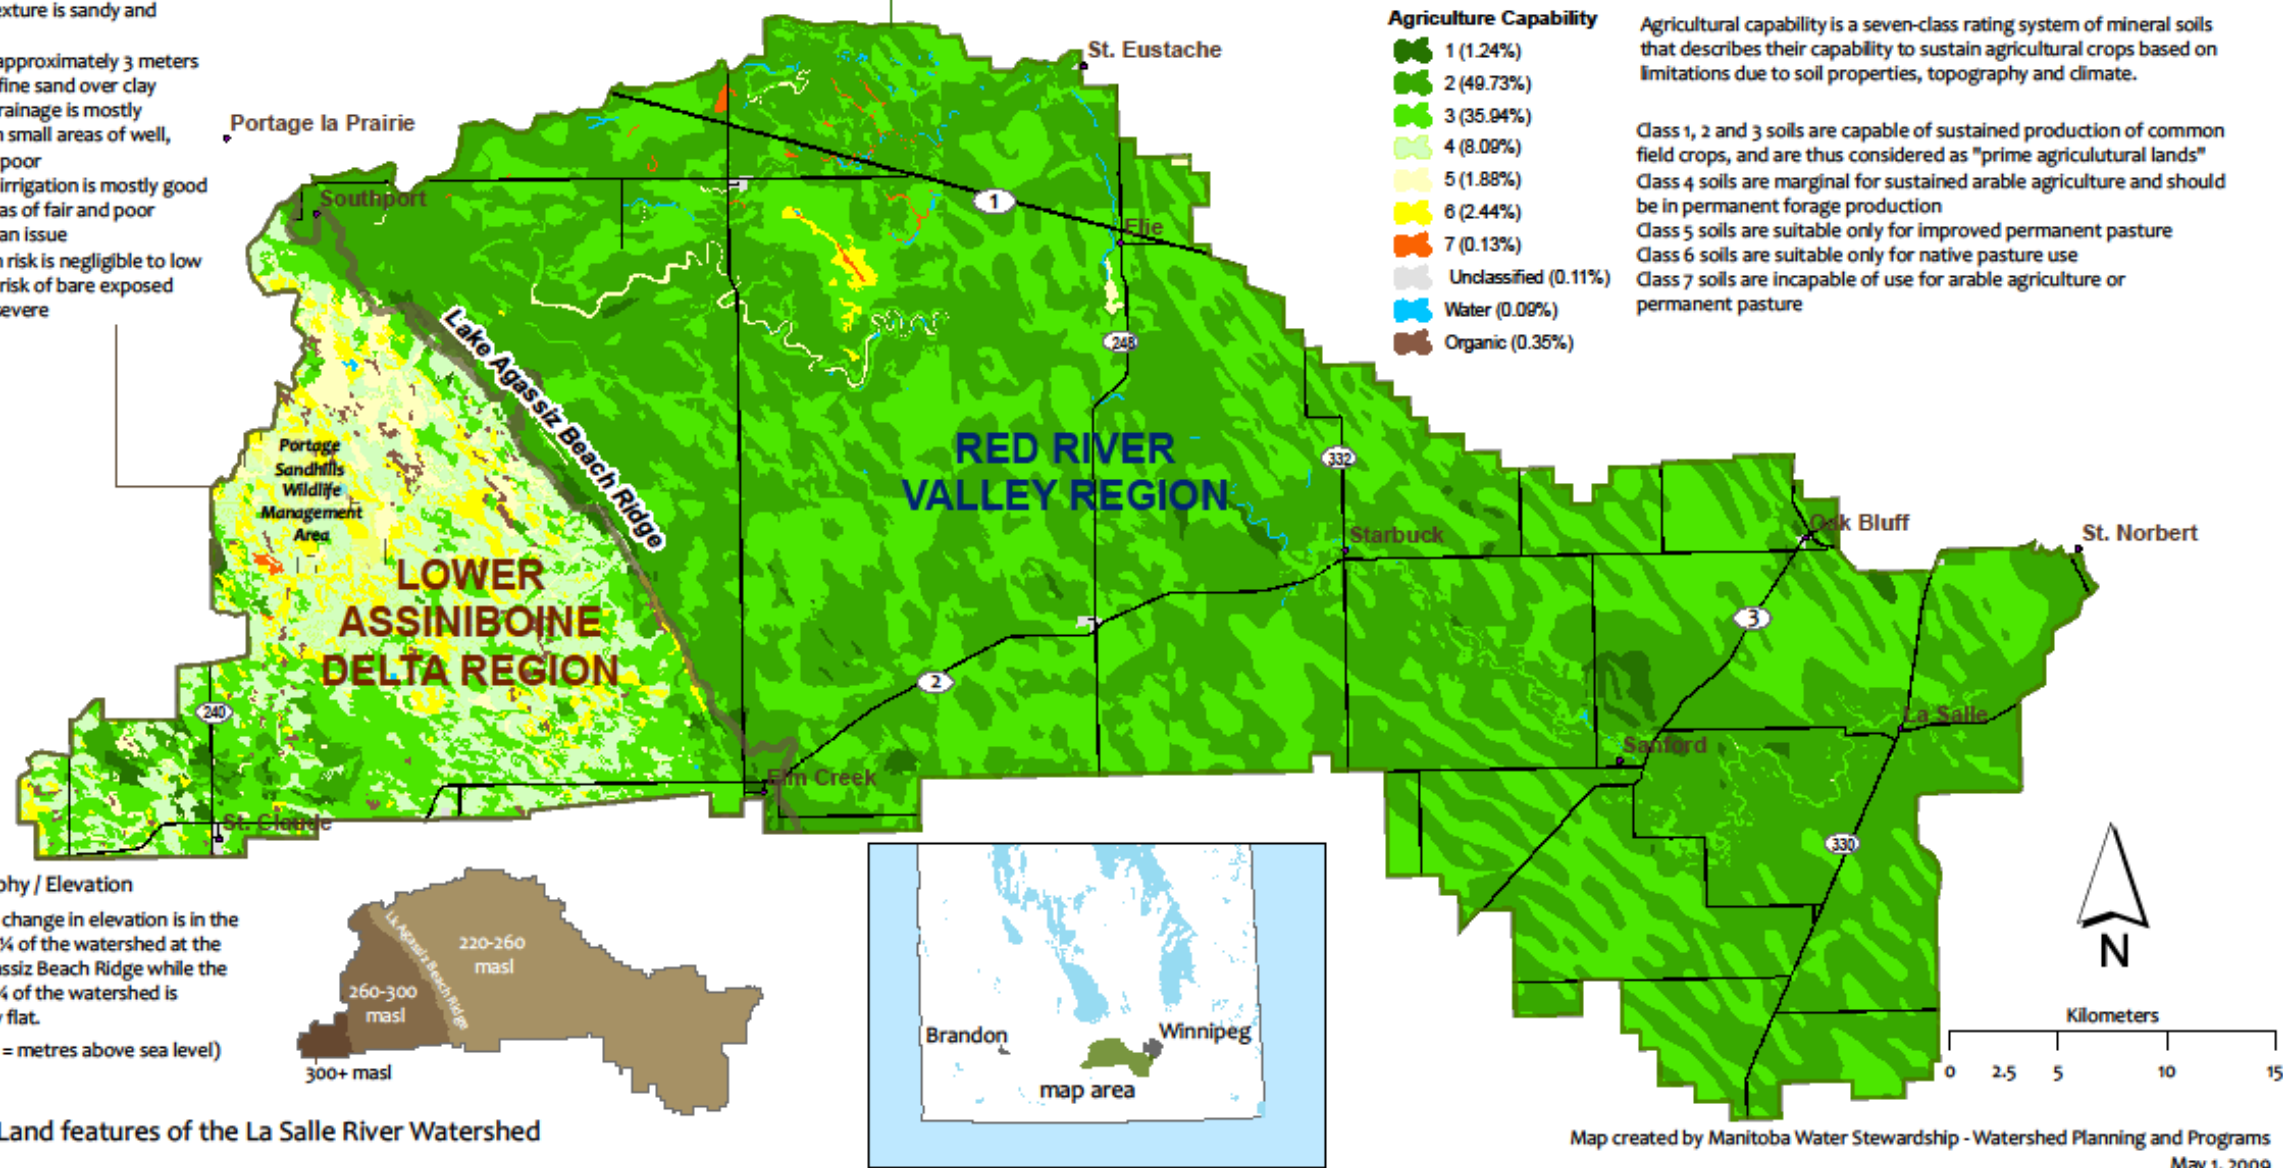 texture is sandy and
approximately 3 meters
fine sand over clay
drainage is mostly
small areas of well,
poor
irrigation is mostly good
as of fair and poor
an issue
risk is negligible to low
risk of bare exposed
severe
Portage la Prairie
Southport
St. Eustache
Elie
1
248
Lake Agassiz Beach Ridge
Portage
Sandhills
Wildlife
Management
Area
RED RIVER
VALLEY REGION
LOWER
ASSINIBOINE
DELTA REGION
332
Starbuck
Oak Bluff
St. Norbert
3
2
240
La Salle
Sanford
Elm Creek
St. Claude
330
Agriculture Capability
1 (1.24%)
2 (49.73%)
3 (35.94%)
4 (8.09%)
5 (1.88%)
6 (2.44%)
7 (0.13%)
Unclassified (0.11%)
Water (0.09%)
Organic (0.35%)
Agricultural capability is a seven-class rating system of mineral soils
that describes their capability to sustain agricultural crops based on
limitations due to soil properties, topography and climate.
Class 1, 2 and 3 soils are capable of sustained production of common
field crops, and are thus considered as "prime agriculutural lands"
Class 4 soils are marginal for sustained arable agriculture and should
be in permanent forage production
Class 5 soils are suitable only for improved permanent pasture
Class 6 soils are suitable only for native pasture use
Class 7 soils are incapable of use for arable agriculture or
permanent pasture
phy / Elevation
change in elevation is in the
¼ of the watershed at the
assiz Beach Ridge while the
¾ of the watershed is
flat.
= metres above sea level)
Lk Agassiz Beach Ridge
220-260
masl
260-300
masl
300+ masl
Brandon
Winnipeg
map area
N
Kilometers
0 2.5 5 10 15
Land features of the La Salle River Watershed
Map created by Manitoba Water Stewardship - Watershed Planning and Programs
May 1, 2009